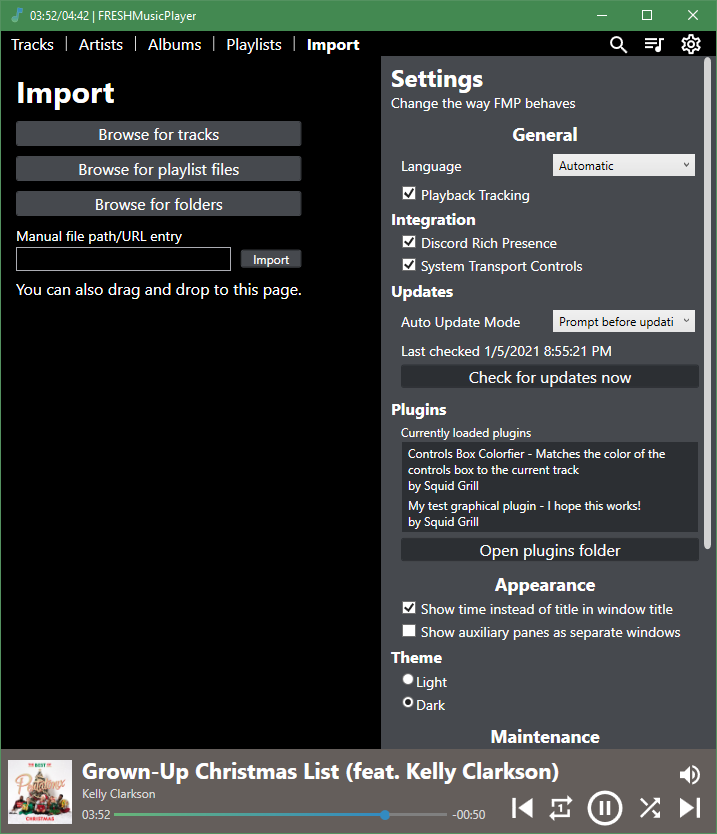 03:52/04:42 | FRESHMusicPlayer
Tracks | Artists | Albums | Playlists | Import
Import
Browse for tracks
Browse for playlist files
Browse for folders
Manual file path/URL entry
Import
You can also drag and drop to this page.
Settings
Change the way FMP behaves
General
Language Automatic
Playback Tracking
Integration
Discord Rich Presence
System Transport Controls
Updates
Auto Update Mode Prompt before updati
Last checked 1/5/2021 8:55:21 PM
Check for updates now
Plugins
Currently loaded plugins
Controls Box Colorfier - Matches the color of the
controls box to the current track
by Squid Grill
My test graphical plugin - I hope this works!
by Squid Grill
Open plugins folder
Appearance
Show time instead of title in window title
Show auxiliary panes as separate windows
Theme
Light
Dark
Maintenance
BEST
CHRISTMAS
Grown-Up Christmas List (feat. Kelly Clarkson)
Kelly Clarkson
03:52 -00:50
1